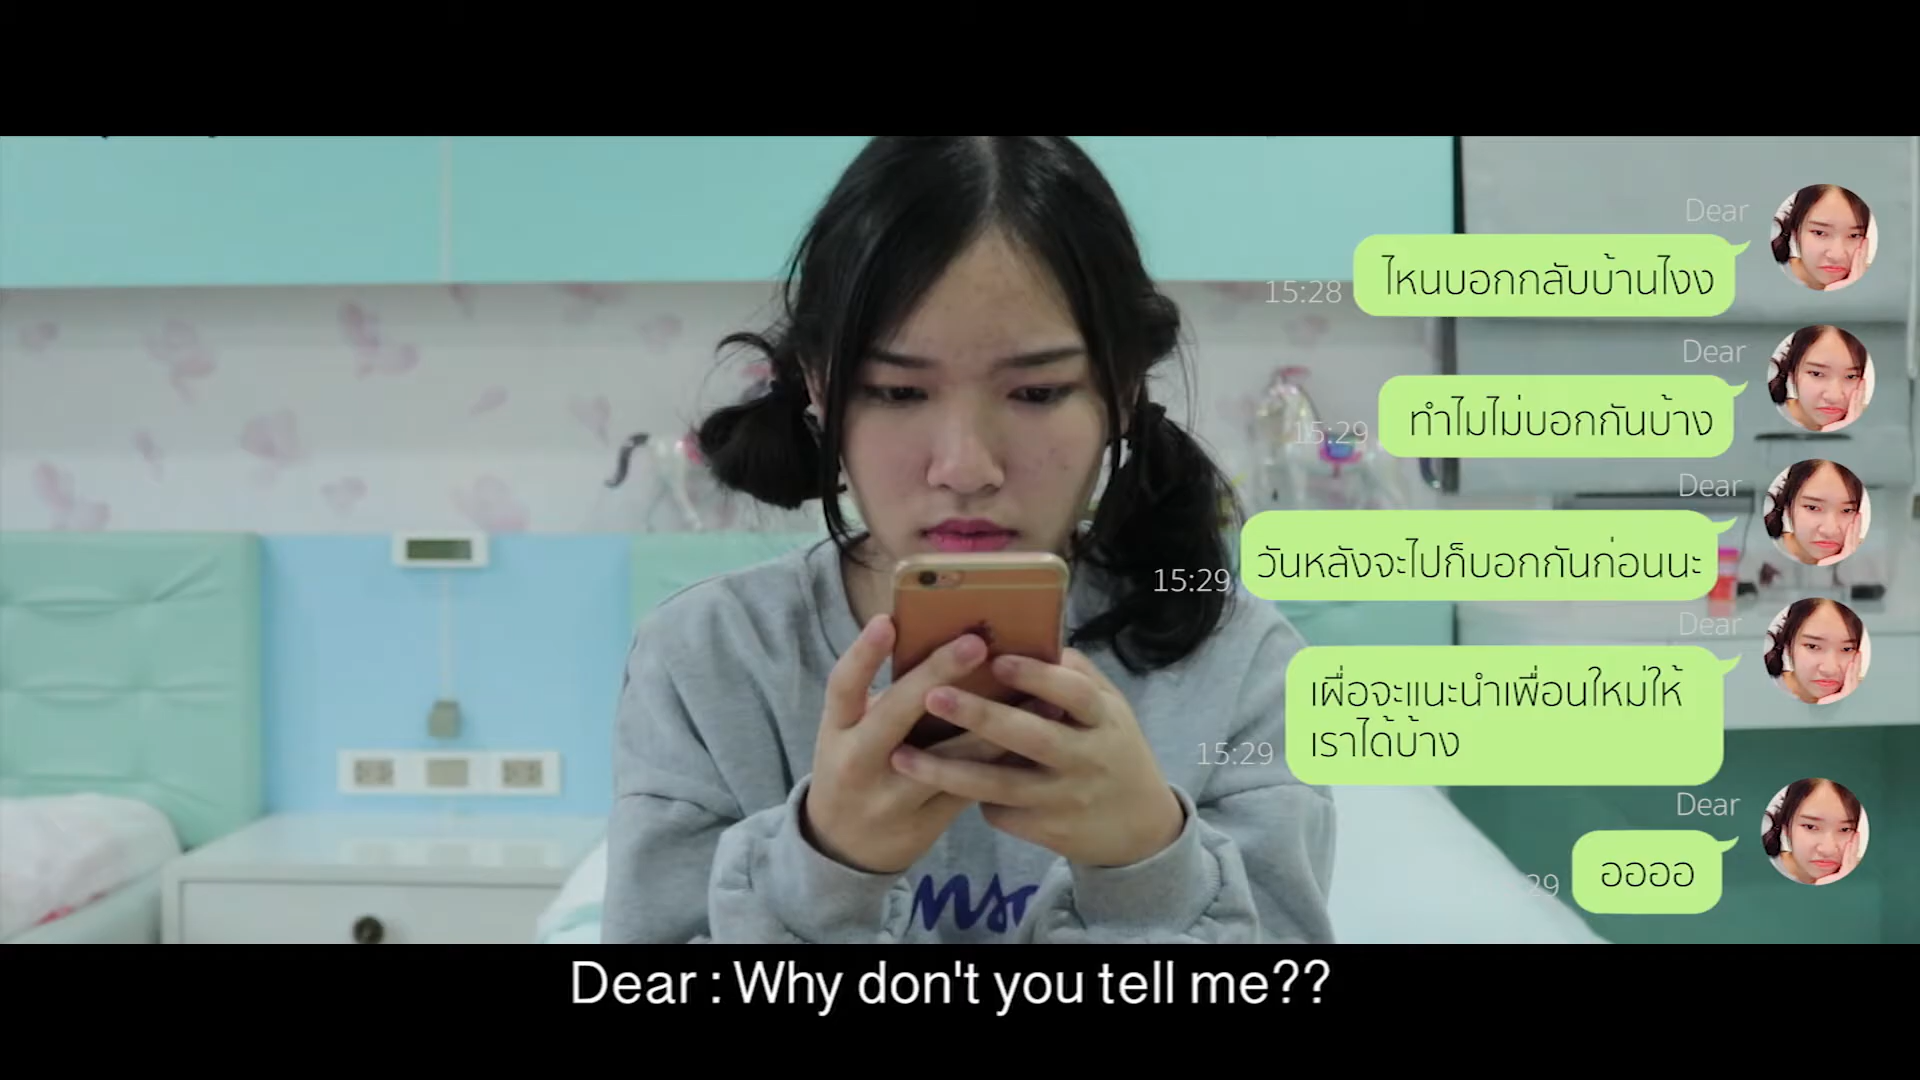 Dear
ไหนบอกกลับบ้านไงง
15:28
Dear
ทำไมไม่บอกกันบ้าง
15:29
Dear
วันหลังจะไปก็บอกกันก่อนนะ
15:29
Dear
เผื่อจะแนะนำเพื่อนใหม่ให้
เราได้บ้าง
15:29
Dear
ออออ
29
Dear : Why don't you tell me??